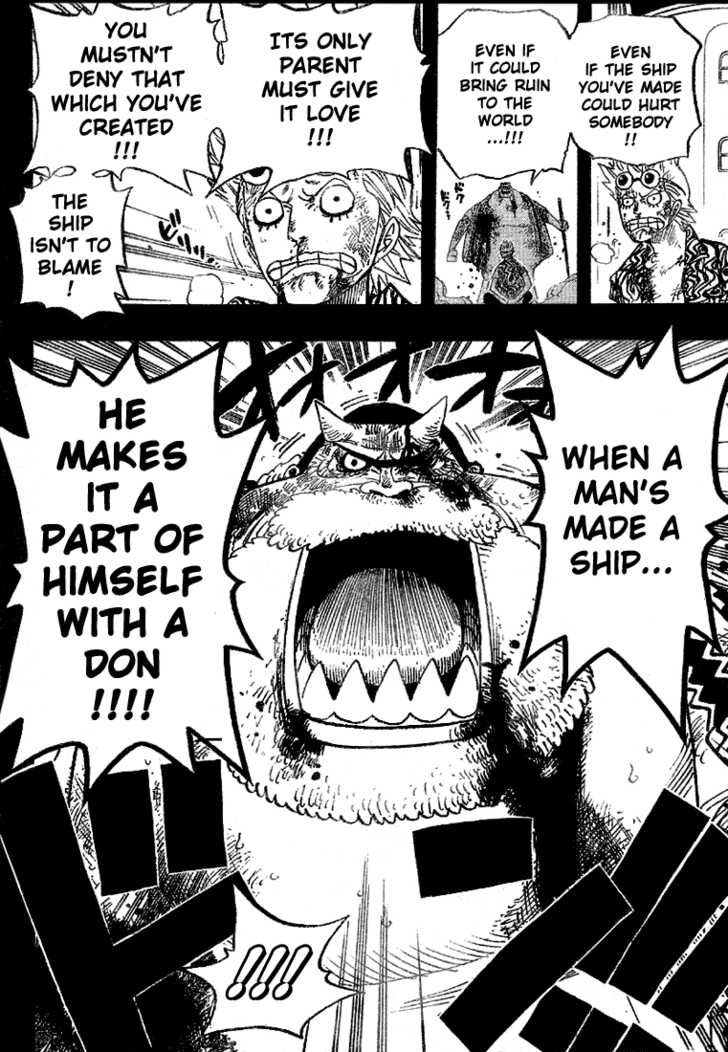 EVEN
IF THE SHIP
YOU'VE MADE
COULD HURT
SOMEBODY
!!
EVEN IF
IT COULD
BRING RUIN
TO THE
WORLD
...!!!
ITS ONLY
PARENT
MUST GIVE
IT LOVE
!!!
YOU
MUSTN'T
DENY THAT
WHICH YOU'VE
CREATED
!!!
THE
SHIP
ISN'T TO
BLAME
!
WHEN A
MAN'S
MADE A
SHIP...
HE
MAKES
IT A
PART OF
HIMSELF
WITH A
DON
!!!!
ドン
!!!